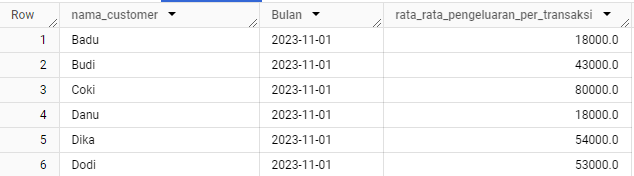 Row nama_customer Bulan rata_rata_pengeluaran_per_transaksi
1 Badu 2023-11-01 18000.0
2 Budi 2023-11-01 43000.0
3 Coki 2023-11-01 80000.0
4 Danu 2023-11-01 18000.0
5 Dika 2023-11-01 54000.0
6 Dodi 2023-11-01 53000.0